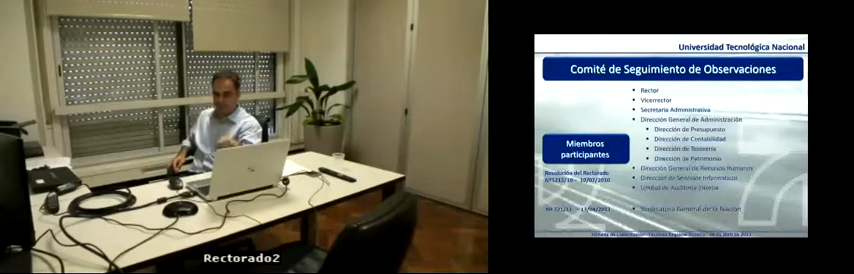 Rectorado2
Universidad Tecnológica Nacional
Comité de Seguimiento de Observaciones
Miembros
participantes
Resolución del Rectorado
Rector
Vicerrector
Secretaria Administrativa
Dirección General de Administración
Dirección de Presupuesto
Dirección de Contabilidad
Dirección de Tesorería
Dirección de Patrimonio
Dirección General de Recursos Humanos
Dirección de Servicios Informáticos
Unidad de Auditoría Interna
Sindicatura General de la Nación